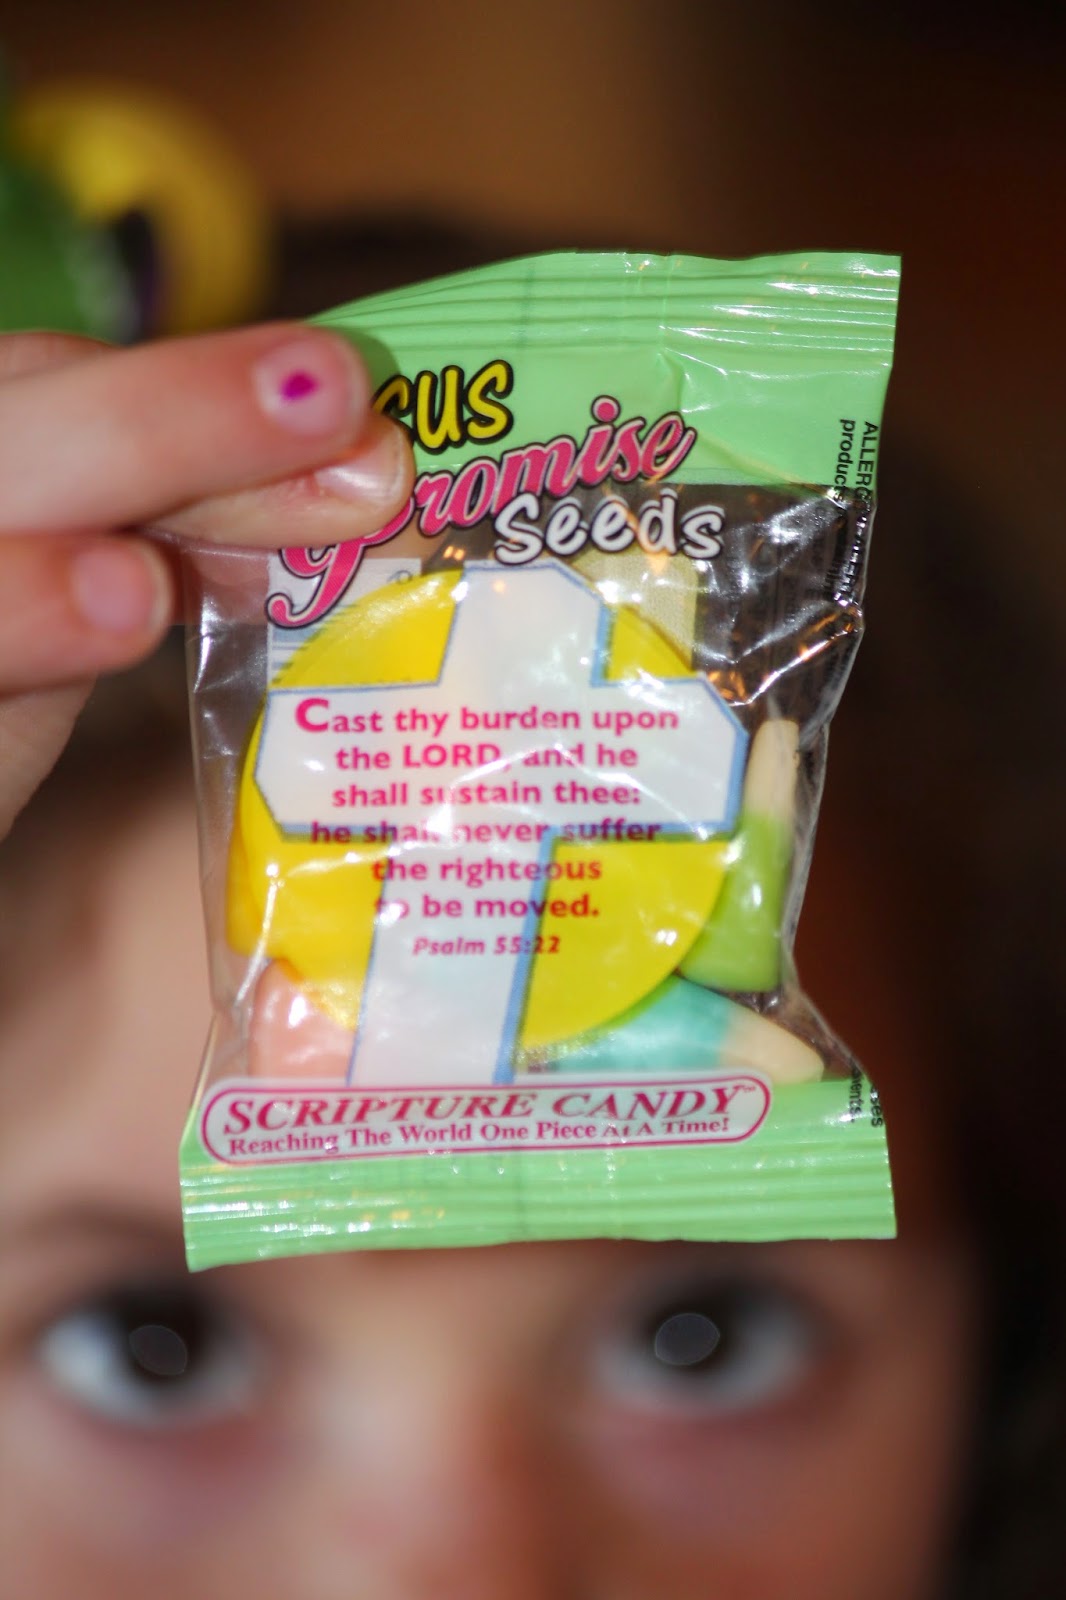 sus
Promise
Seeds
Cast thy burden upon
the LORD, and he
shall sustain thee:
he shall never suffer
the righteous
to be moved.
Psalm 55:22
SCRIPTURE CANDY™
Reaching The World One Piece At A Time!